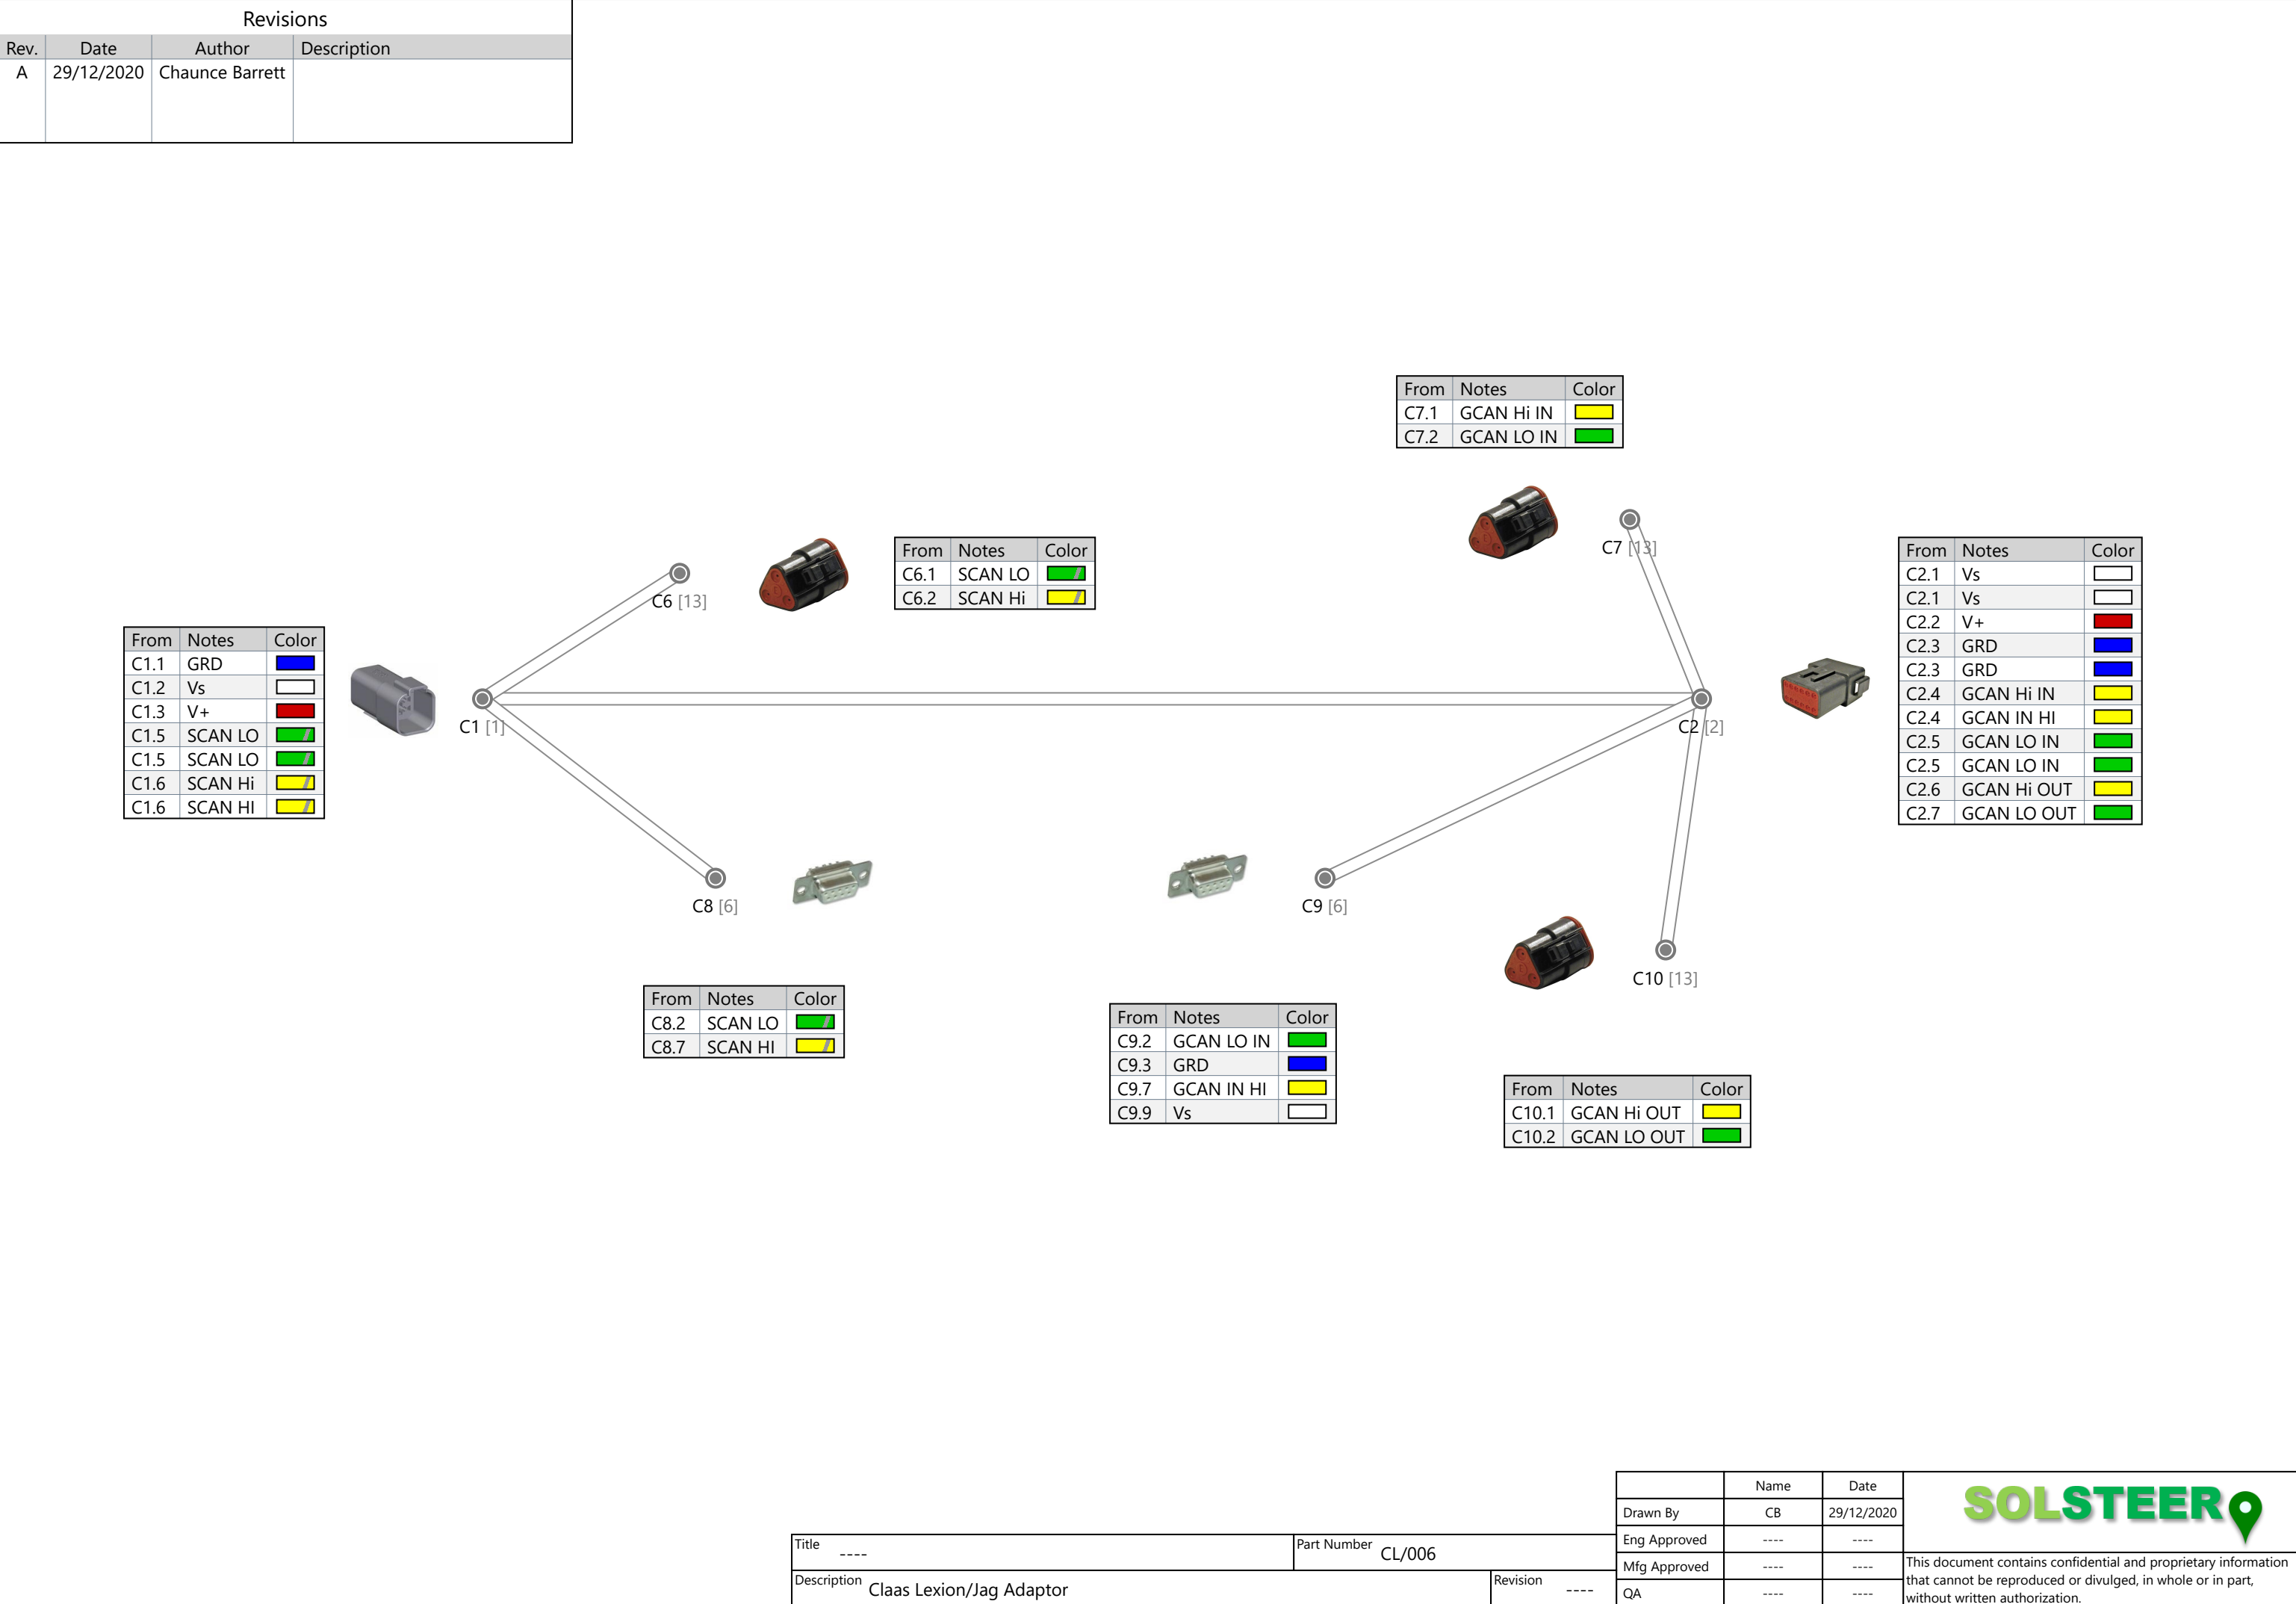 Revisions
Rev. Date Author Description
A 29/12/2020 Chaunce Barrett
From Notes Color
C7.1 GCAN Hi IN
C7.2 GCAN LO IN
C7 [13]
From Notes Color
C6.1 SCAN LO
C6.2 SCAN Hi
C6 [13]
From Notes Color
C2.1 Vs
C2.1 Vs
C2.2 V+
C2.3 GRD
C2.3 GRD
C2.4 GCAN Hi IN
C2.4 GCAN IN HI
C2.5 GCAN LO IN
C2.5 GCAN LO IN
C2.6 GCAN Hi OUT
C2.7 GCAN LO OUT
From Notes Color
C1.1 GRD
C1.2 Vs
C1.3 V+
C1.5 SCAN LO
C1.5 SCAN LO
C1.6 SCAN Hi
C1.6 SCAN HI
C1 [1]
C2 [2]
C8 [6]
C9 [6]
C10 [13]
From Notes Color
C8.2 SCAN LO
C8.7 SCAN HI
From Notes Color
C9.2 GCAN LO IN
C9.3 GRD
C9.7 GCAN IN HI
C9.9 Vs
From Notes Color
C10.1 GCAN Hi OUT
C10.2 GCAN LO OUT
Name Date
Drawn By CB 29/12/2020
Eng Approved ---- ----
Mfg Approved ---- ----
QA ---- ----
SOLSTEER
This document contains confidential and proprietary information
that cannot be reproduced or divulged, in whole or in part,
without written authorization.
Title ----
Part Number CL/006
Description Claas Lexion/Jag Adaptor
Revision ----